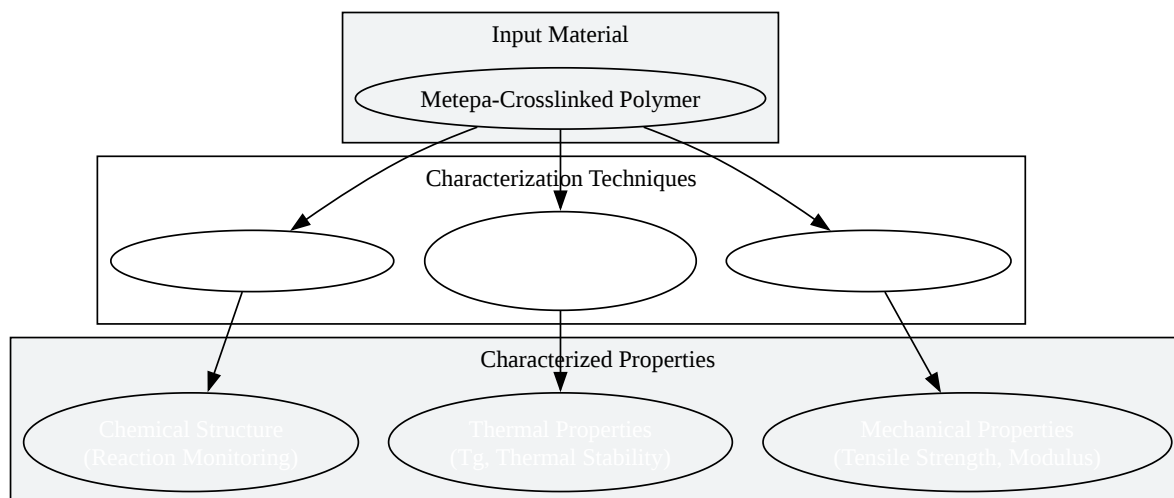 Input Material
Metepa-Crosslinked Polymer
Characterization Techniques
Characterized Properties
Chemical Structure
(Reaction Monitoring)
Thermal Properties
(Tg, Thermal Stability)
Mechanical Properties
(Tensile Strength, Modulus)